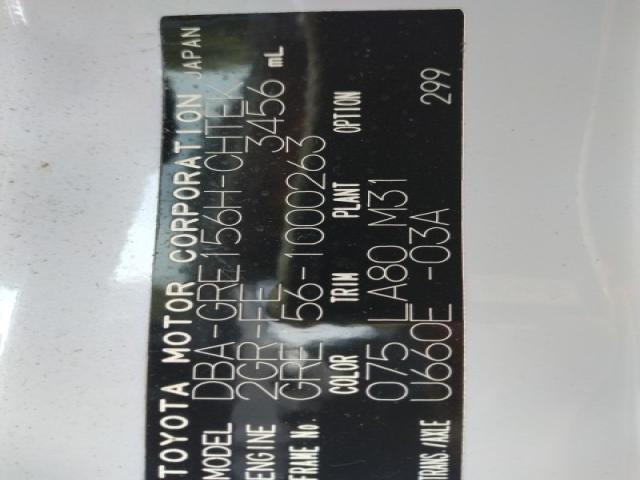 TOYOTA MOTOR CORPORATION JAPAN
MODEL DBA-GRE156H-CHTEK
ENGINE 2GR-FE 3456 mL
FRAME No. GRE156-1000263
COLOR TRIM PLANT OPTION
075 LA80 M31
TRANS./AXLE U660E -03A 299